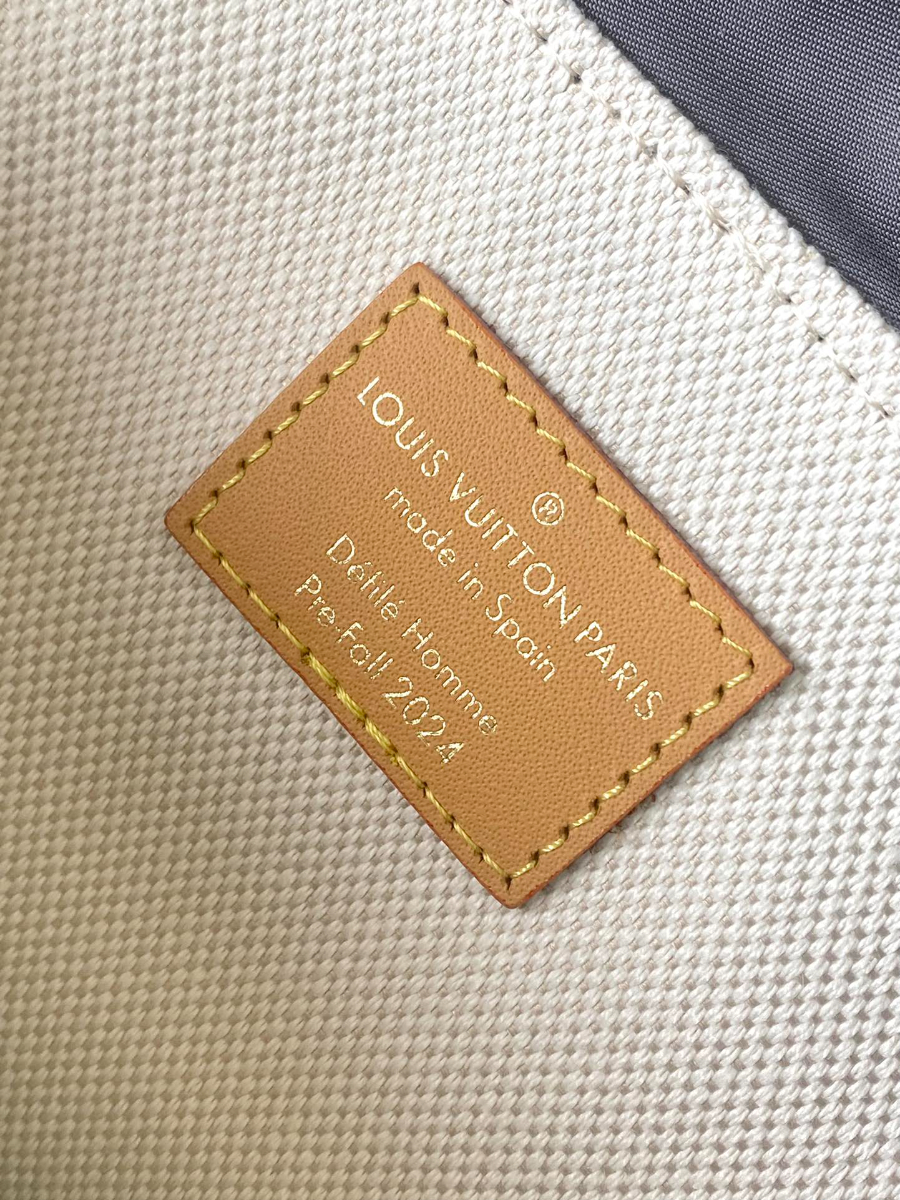 ®
LOUIS VUITTON PARIS
made in Spain
Défilé Homme
Pre-Fall 2024